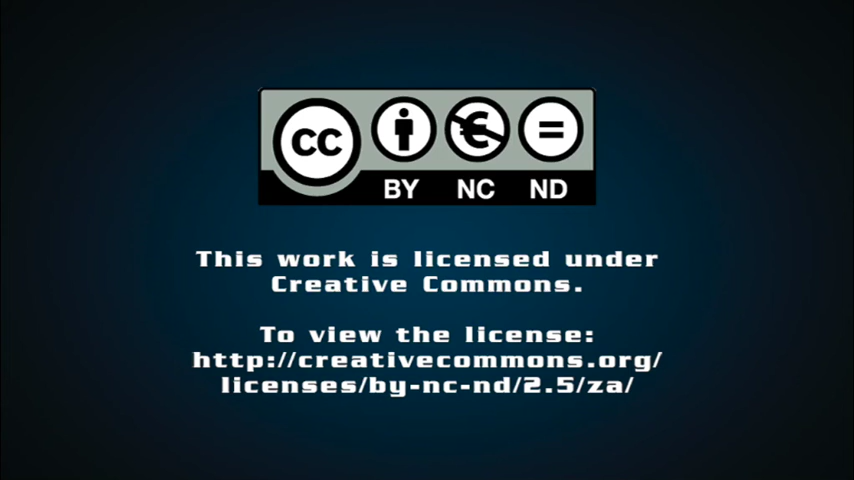 CC
BY NC ND
This work is licensed under
Creative Commons.
To view the license:
http://creativecommons.org/
licenses/by-nc-nd/2.5/za/